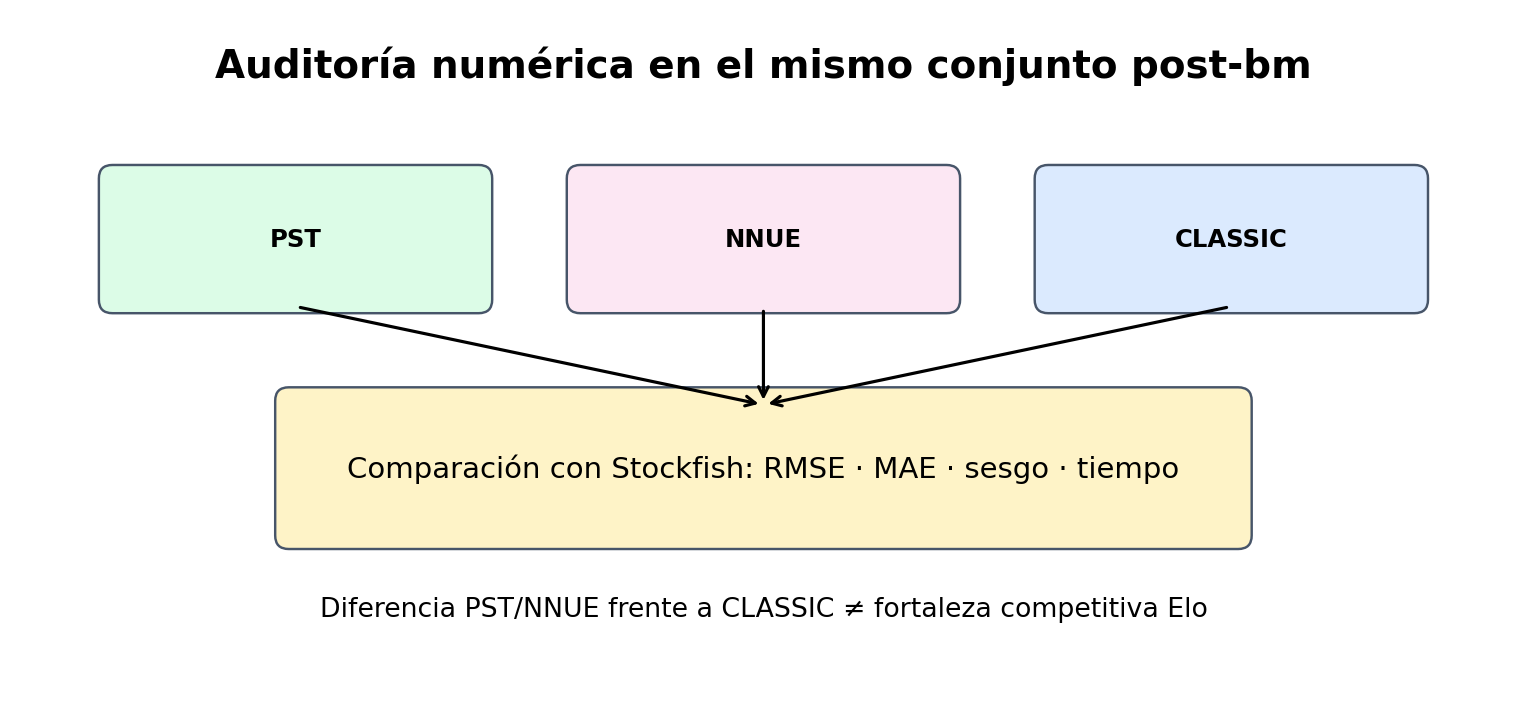 Auditoría numérica en el mismo conjunto post-bm
PST
NNUE
CLASSIC
Comparación con Stockfish: RMSE · MAE · sesgo · tiempo
Diferencia PST/NNUE frente a CLASSIC ≠ fortaleza competitiva Elo